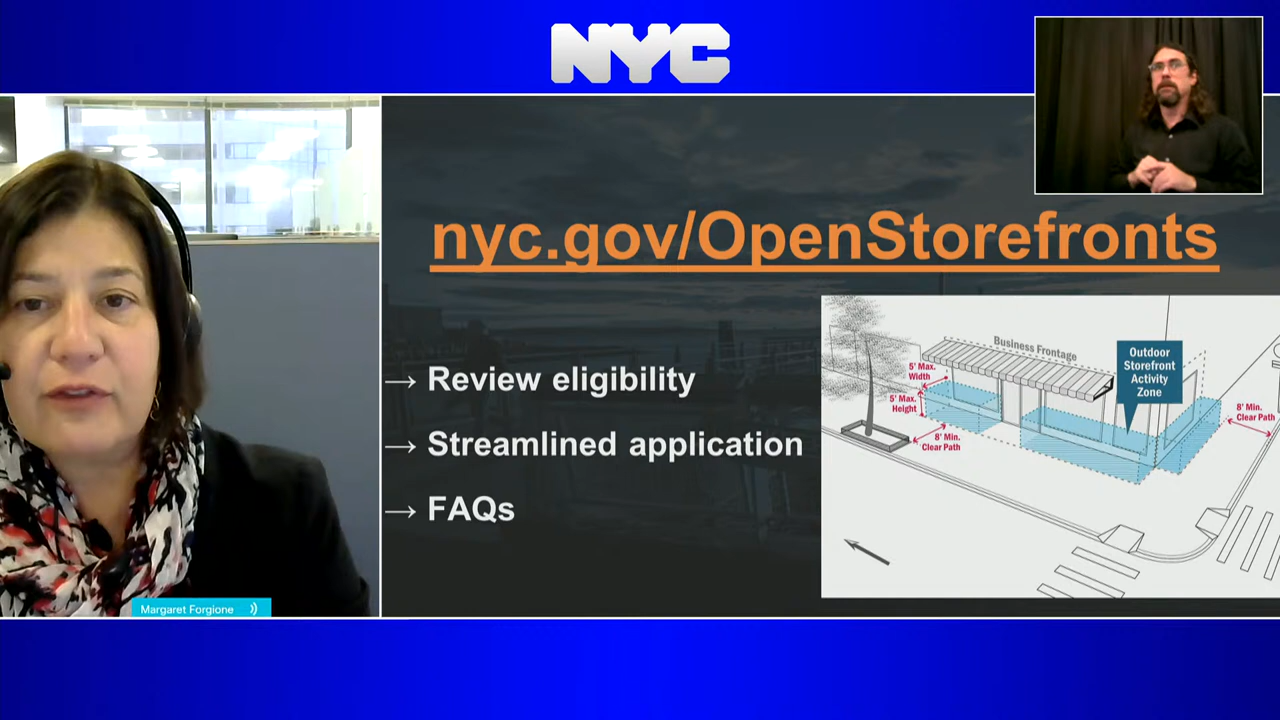 NYC
nyc.gov/OpenStorefronts
→ Review eligibility
→ Streamlined application
→ FAQs
Business Frontage
5' Max.
Width
5' Max.
Height
8' Min.
Clear Path
Outdoor
Storefront
Activity
Zone
8' Min.
Clear Path
Margaret Forgione